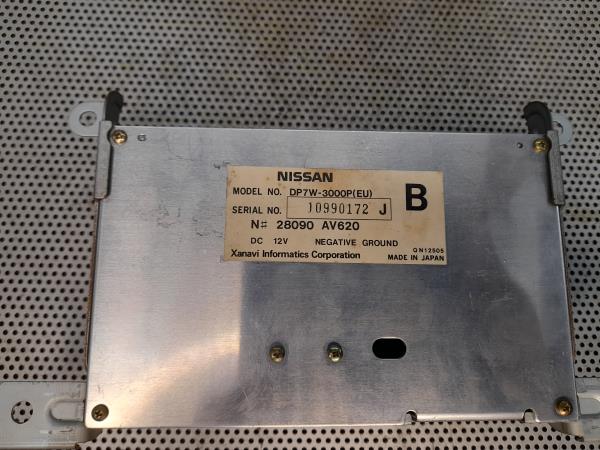 NISSAN
MODEL NO. DP7W-3000P(EU) B
SERIAL NO. 10990172 J
N# 28090 AV620
DC 12V NEGATIVE GROUND
QN12505
Xanavi Informatics Corporation MADE IN JAPAN